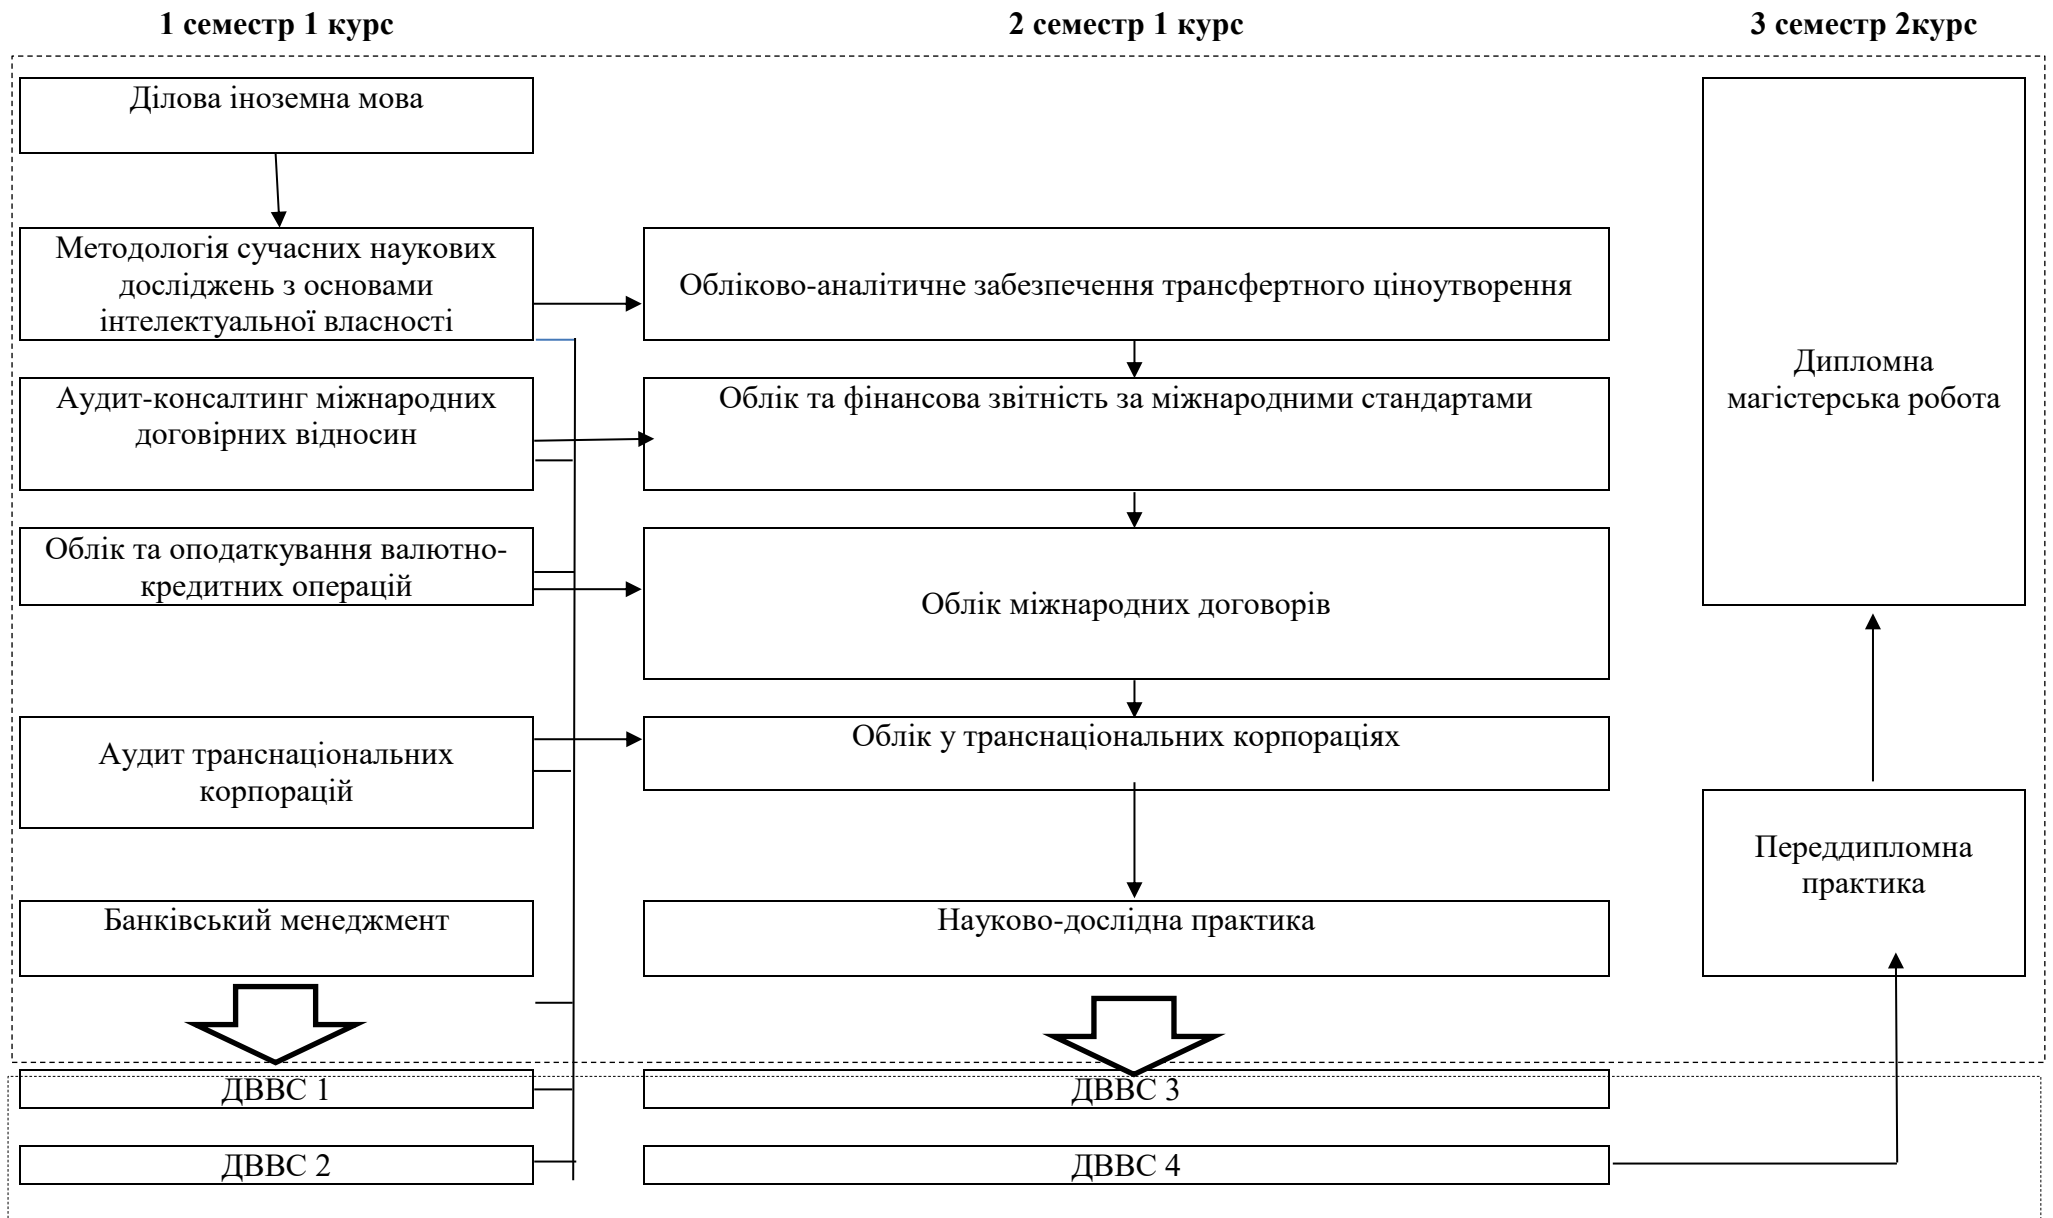 1 семестр 1 курс
2 семестр 1 курс
3 семестр 2курс
Ділова іноземна мова
Методологія сучасних наукових
досліджень з основами
інтелектуальної власності
Аудит-консалтинг міжнародних
договірних відносин
Облік та оподаткування валютно-
кредитних операцій
Аудит транснаціональних
корпорацій
Банківський менеджмент
ДВВС 1
ДВВС 2
Обліково-аналітичне забезпечення трансфертного ціноутворення
Облік та фінансова звітність за міжнародними стандартами
Облік міжнародних договорів
Облік у транснаціональних корпораціях
Науково-дослідна практика
ДВВС 3
ДВВС 4
Дипломна
магістерська робота
Переддипломна
практика